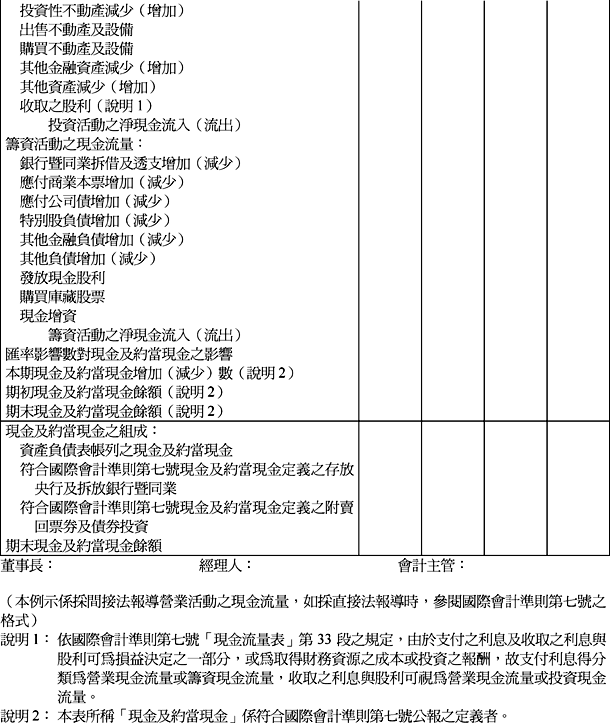 投資性不動產減少（增加）
出售不動產及設備
購買不動產及設備
其他金融資產減少（增加）
其他資產減少（增加）
收取之股利（說明1）
投資活動之淨現金流入（流出）
籌資活動之現金流量：
銀行暨同業拆借及透支增加（減少）
應付商業本票增加（減少）
應付公司債增加（減少）
特別股負債增加（減少）
其他金融負債增加（減少）
其他負債增加（減少）
發放現金股利
購買庫藏股票
現金增資
籌資活動之淨現金流入（流出）
匯率影響數對現金及約當現金之影響
本期現金及約當現金增加（減少）數（說明2）
期初現金及約當現金餘額（說明2）
期末現金及約當現金餘額（說明2）
現金及約當現金之組成：
資產負債表帳列之現金及約當現金
符合國際會計準則第七號現金及約當現金定義之存放
央行及拆放銀行暨同業
符合國際會計準則第七號現金及約當現金定義之附賣
回票券及債券投資
期末現金及約當現金餘額
董事長： 經理人： 會計主管：
（本例示係採間接法報導營業活動之現金流量，如採直接法報導時，參閱國際會計準則第七號之
格式）
說明1：依國際會計準則第七號「現金流量表」第33段之規定，由於支付之利息及收取之利息與
股利可為損益決定之一部分，或為取得財務資源之成本或投資之報酬，故支付利息得分
類為營業現金流量或籌資現金流量，收取之利息與股利可視為營業現金流量或投資現金
流量。
說明2：本表所稱「現金及約當現金」係符合國際會計準則第七號公報之定義者。